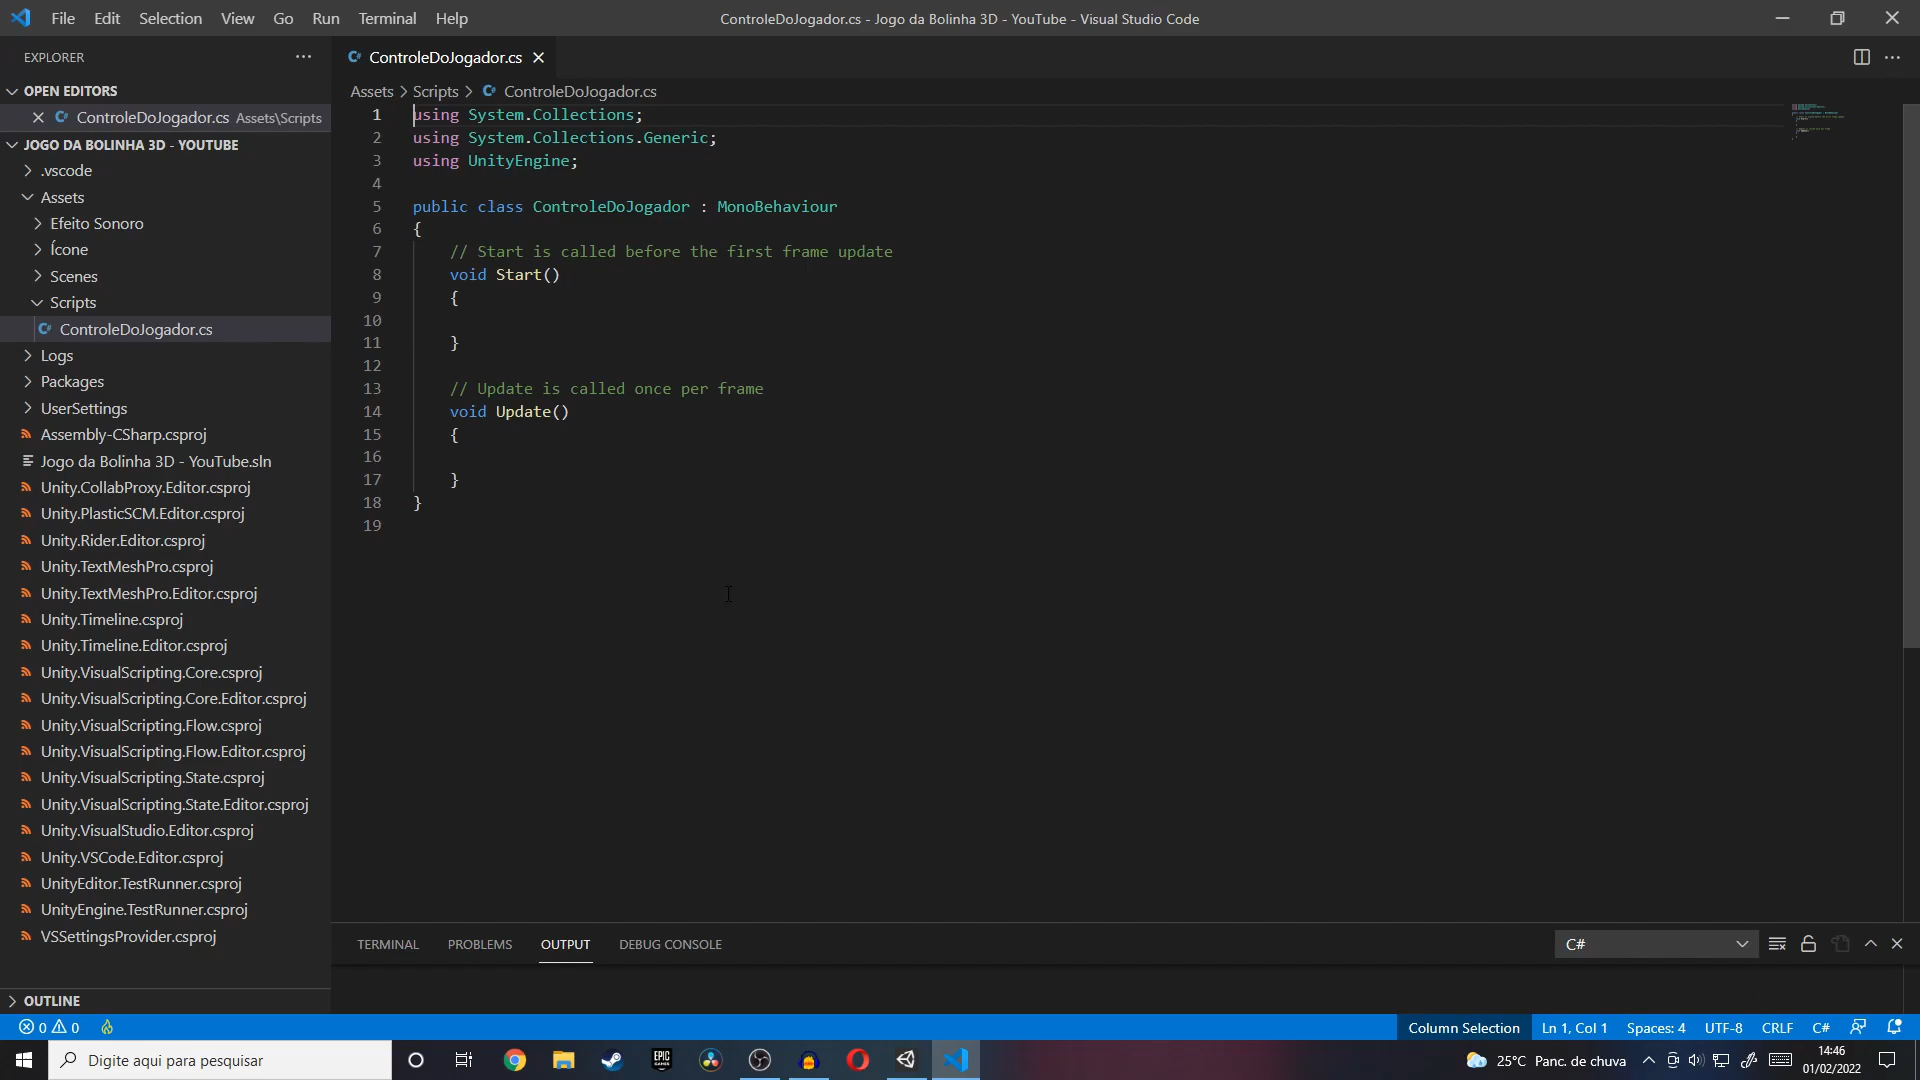 File Edit Selection View Go Run Terminal Help
ControleDoJogador.cs - Jogo da Bolinha 3D - YouTube - Visual Studio Code
EXPLORER
OPEN EDITORS
ControleDoJogador.cs Assets\Scripts
JOGO DA BOLINHA 3D - YOUTUBE
.vscode
Assets
Efeito Sonoro
Ícone
Scenes
Scripts
ControleDoJogador.cs
Logs
Packages
UserSettings
Assembly-CSharp.csproj
Jogo da Bolinha 3D - YouTube.sln
Unity.CollabProxy.Editor.csproj
Unity.PlasticSCM.Editor.csproj
Unity.Rider.Editor.csproj
Unity.TextMeshPro.csproj
Unity.TextMeshPro.Editor.csproj
Unity.Timeline.csproj
Unity.Timeline.Editor.csproj
Unity.VisualScripting.Core.csproj
Unity.VisualScripting.Core.Editor.csproj
Unity.VisualScripting.Flow.csproj
Unity.VisualScripting.Flow.Editor.csproj
Unity.VisualScripting.State.csproj
Unity.VisualScripting.State.Editor.csproj
Unity.VisualStudio.Editor.csproj
Unity.VSCode.Editor.csproj
UnityEditor.TestRunner.csproj
UnityEngine.TestRunner.csproj
VSSettingsProvider.csproj
OUTLINE
ControleDoJogador.cs
Assets > Scripts > ControleDoJogador.cs
1 using System.Collections;
2 using System.Collections.Generic;
3 using UnityEngine;
4
5 public class ControleDoJogador : MonoBehaviour
6 {
7 // Start is called before the first frame update
8 void Start()
9 {
10
11 }
12
13 // Update is called once per frame
14 void Update()
15 {
16
17 }
18 }
19
TERMINAL PROBLEMS OUTPUT DEBUG CONSOLE
C#
0 0
Column Selection Ln 1, Col 1 Spaces: 4 UTF-8 CRLF C#
Digite aqui para pesquisar
EPIC GAMES
25°C Panc. de chuva
14:46
01/02/2022